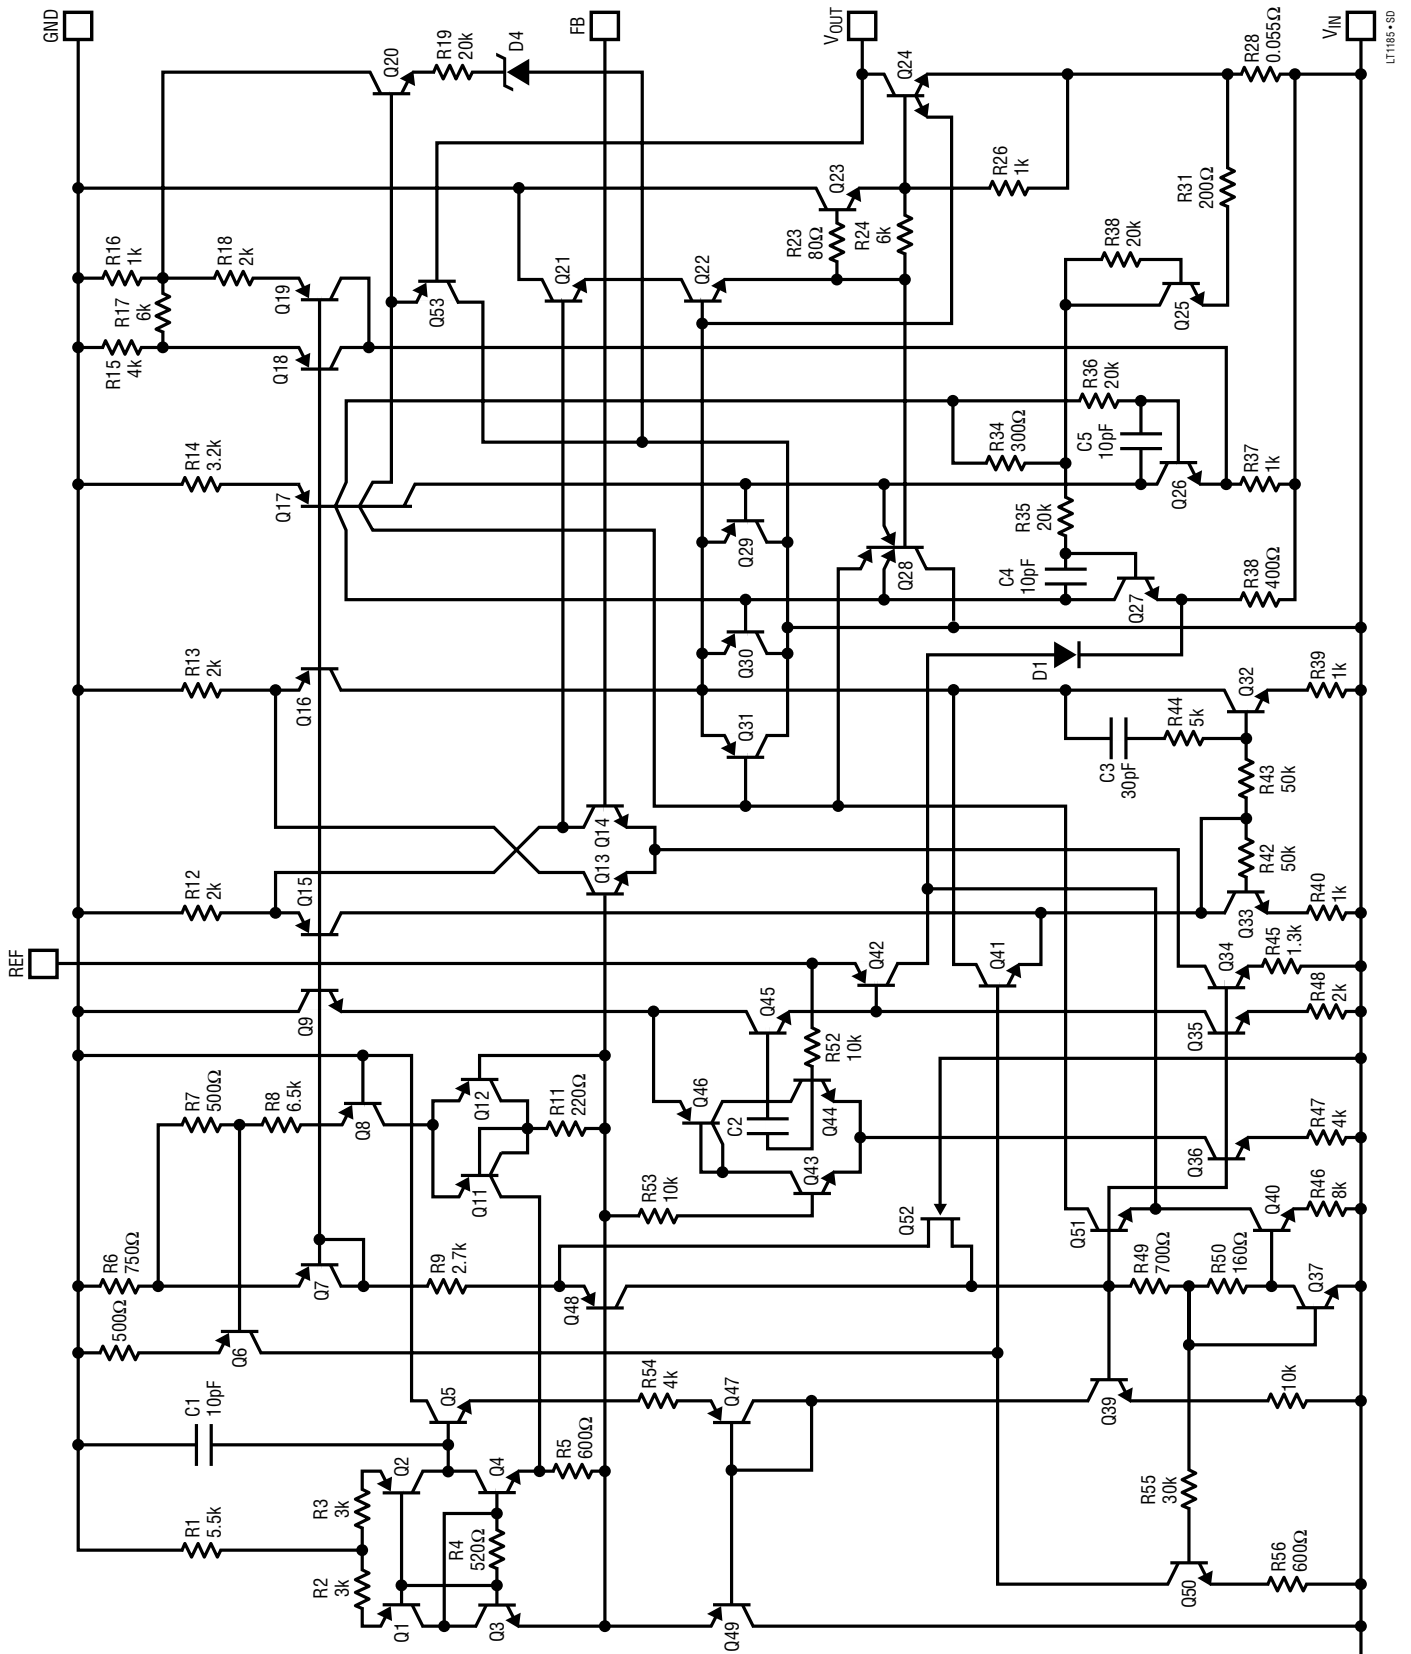 GND
FB
VOUT
VIN
LT1185 • SD
Q20
R19
20k
D4
Q24
R28
0.055Ω
R26
1k
Q23
R23
80Ω
R24
6k
R31
200Ω
R16
1k
R18
2k
R17
6k
Q19
Q53
Q21
Q22
R38
20k
Q25
R15
4k
Q18
R36
20k
R34
300Ω
C5
10pF
R14
3.2k
Q17
Q26
R37
1k
R35
20k
Q29
Q28
C4
10pF
Q27
R38
400Ω
Q30
D1
R13
2k
Q16
Q31
Q32
R39
1k
R44
5k
C3
30pF
R43
50k
Q13
Q14
R42
50k
R12
2k
Q15
Q33
R40
1k
REF
Q42
Q41
Q34
R45
1.3k
Q9
Q45
R52
10k
Q35
R48
2k
R7
500Ω
R8
6.5k
Q8
Q12
R11
220Ω
Q46
C2
Q44
Q36
R47
4k
Q11
R53
10k
Q43
Q52
Q51
Q40
R46
8k
R6
750Ω
Q7
R9
2.7k
Q48
R49
700Ω
R50
160Ω
Q37
500Ω
Q6
C1
10pF
Q5
R54
4k
Q47
Q39
10k
Q2
Q4
R5
600Ω
R3
3k
R1
5.5k
R4
520Ω
R55
30k
R2
3k
Q1
Q3
Q49
Q50
R56
600Ω